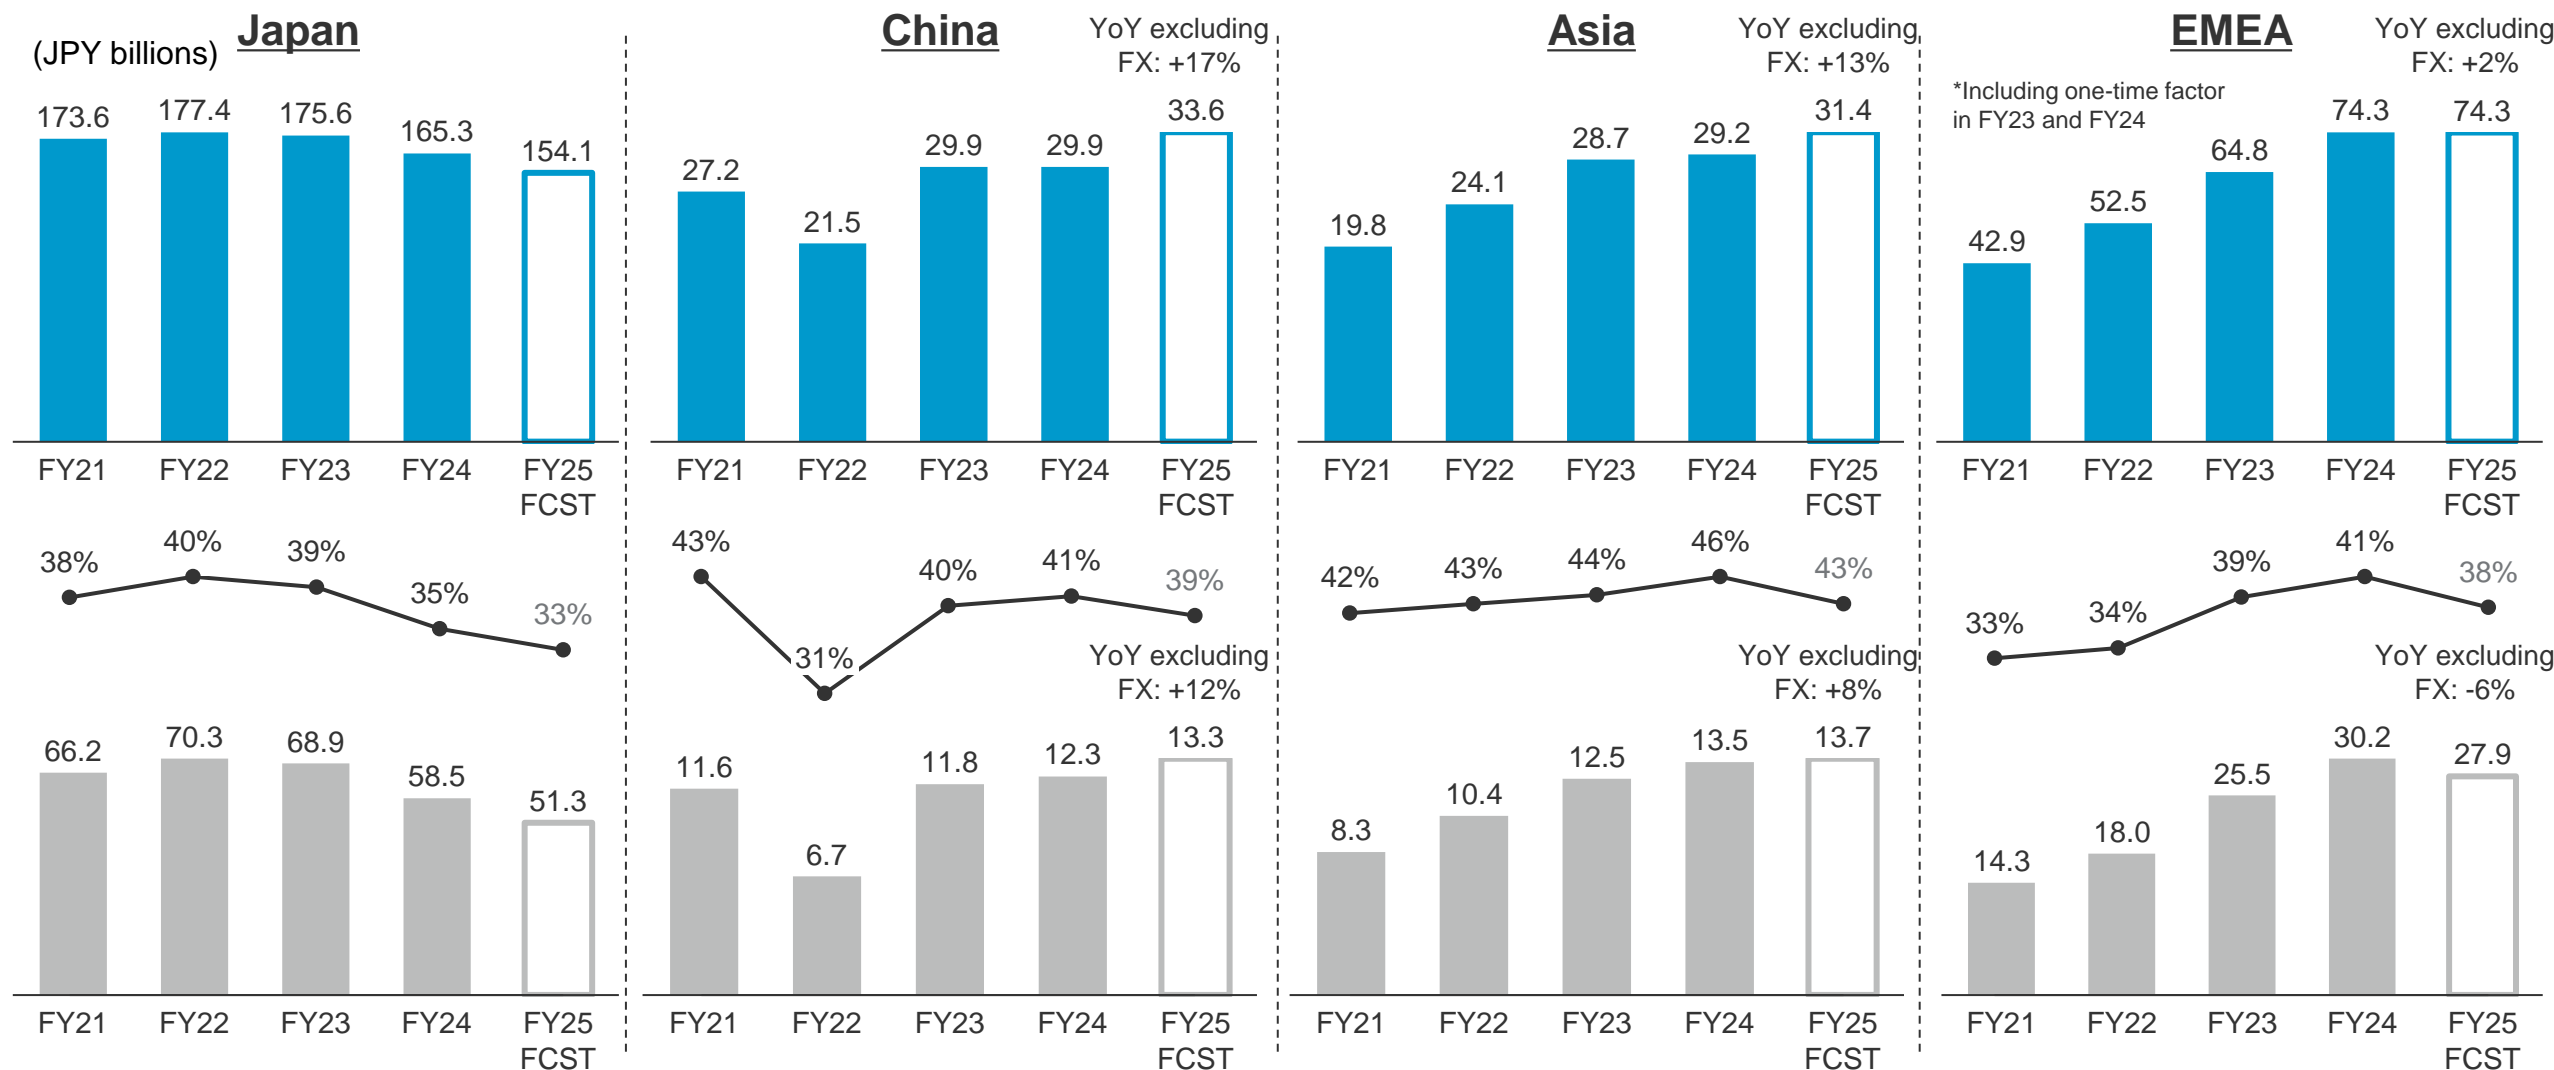 (JPY billions)
Japan
173.6
177.4
175.6
165.3
154.1
FY21
FY22
FY23
FY24
FY25
FCST
38%
40%
39%
35%
33%
66.2
70.3
68.9
58.5
51.3
FY21
FY22
FY23
FY24
FY25
FCST
China
YoY excluding
FX: +17%
27.2
21.5
29.9
29.9
33.6
FY21
FY22
FY23
FY24
FY25
FCST
43%
31%
40%
41%
39%
YoY excluding
FX: +12%
11.6
6.7
11.8
12.3
13.3
FY21
FY22
FY23
FY24
FY25
FCST
Asia
YoY excluding
FX: +13%
19.8
24.1
28.7
29.2
31.4
FY21
FY22
FY23
FY24
FY25
FCST
42%
43%
44%
46%
43%
YoY excluding
FX: +8%
8.3
10.4
12.5
13.5
13.7
FY21
FY22
FY23
FY24
FY25
FCST
EMEA
YoY excluding
FX: +2%
*Including one-time factor
in FY23 and FY24
42.9
52.5
64.8
74.3
74.3
FY21
FY22
FY23
FY24
FY25
FCST
33%
34%
39%
41%
38%
YoY excluding
FX: -6%
14.3
18.0
25.5
30.2
27.9
FY21
FY22
FY23
FY24
FY25
FCST